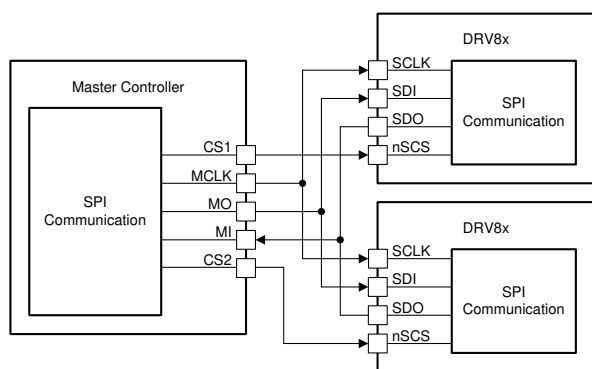 Master Controller
SPI
Communication
CS1
MCLK
MO
MI
CS2
DRV8x
SCLK
SDI
SDO
nSCS
SPI
Communication
DRV8x
SCLK
SDI
SDO
nSCS
SPI
Communication